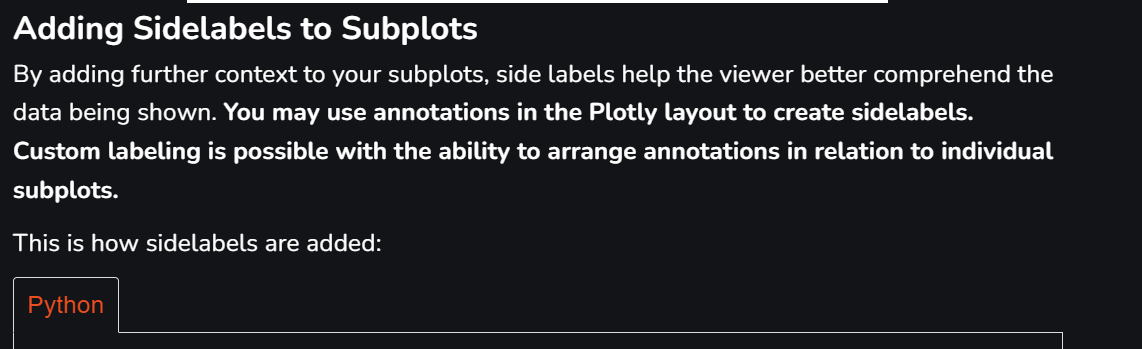 Adding Sidelabels to Subplots
By adding further context to your subplots, side labels help the viewer better comprehend the
data being shown. You may use annotations in the Plotly layout to create sidelabels.
Custom labeling is possible with the ability to arrange annotations in relation to individual
subplots.
This is how sidelabels are added:
Python